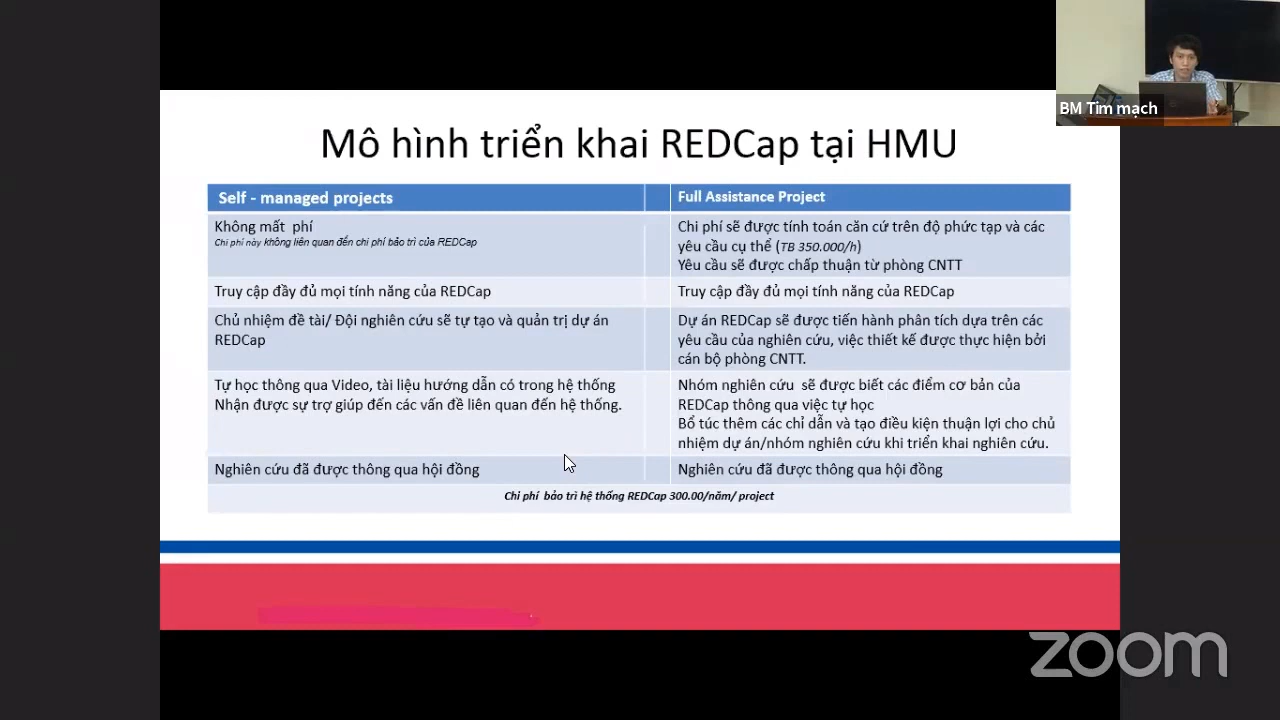 BM Tim mạch
Mô hình triển khai REDCap tại HMU
Self - managed projects
Full Assistance Project
Không mất phí
Chi phí này không liên quan đến chi phí bảo trì của REDCap
Chi phí sẽ được tính toán căn cứ trên độ phức tạp và các
yêu cầu cụ thể (TB 350.000/h)
Yêu cầu sẽ được chấp thuận từ phòng CNTT
Truy cập đầy đủ mọi tính năng của REDCap
Truy cập đầy đủ mọi tính năng của REDCap
Chủ nhiệm đề tài/ Đội nghiên cứu sẽ tự tạo và quản trị dự án
REDCap
Dự án REDCap sẽ được tiến hành phân tích dựa trên các
yêu cầu của nghiên cứu, việc thiết kế được thực hiện bởi
cán bộ phòng CNTT.
Tự học thông qua Video, tài liệu hướng dẫn có trong hệ thống
Nhận được sự trợ giúp đến các vấn đề liên quan đến hệ thống.
Nhóm nghiên cứu sẽ được biết các điểm cơ bản của
REDCap thông qua việc tự học
Bổ túc thêm các chỉ dẫn và tạo điều kiện thuận lợi cho chủ
nhiệm dự án/nhóm nghiên cứu khi triển khai nghiên cứu.
Nghiên cứu đã được thông qua hội đồng
Nghiên cứu đã được thông qua hội đồng
Chi phí bảo trì hệ thống REDCap 300.00/năm/ project
zoom